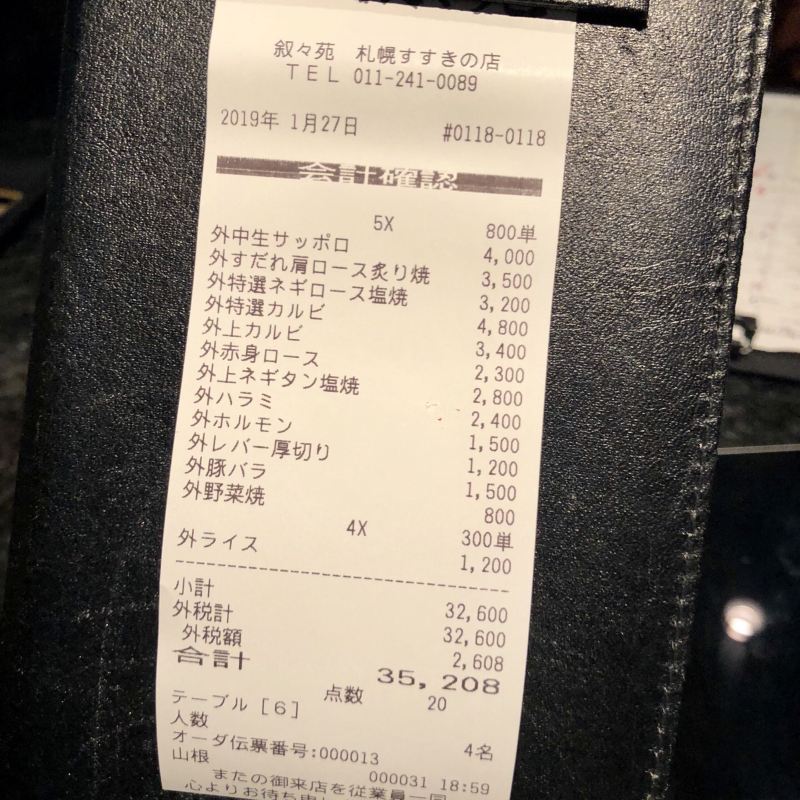 叙々苑　札幌すすきの店
ＴＥＬ 011-241-0089
2019年 1月27日 #0118-0118
会計確認
5X 800単
外中生サッポロ 4,000
外すだれ肩ロース炙り焼 3,500
外特選ネギロース塩焼 3,200
外特選カルビ 4,800
外上カルビ 3,400
外赤身ロース 2,300
外上ネギタン塩焼 2,800
外ハラミ 2,400
外ホルモン 1,500
外レバー厚切り 1,200
外豚バラ 1,500
外野菜焼 800
4X 300単
外ライス 1,200
小計 32,600
外税計 32,600
外税額 2,608
合計 35,208
点数 20
テーブル［6］
人数 4名
オーダ伝票番号:000013
山根 000031 18:59
またの御来店を従業員一同
心よりお待ち申し